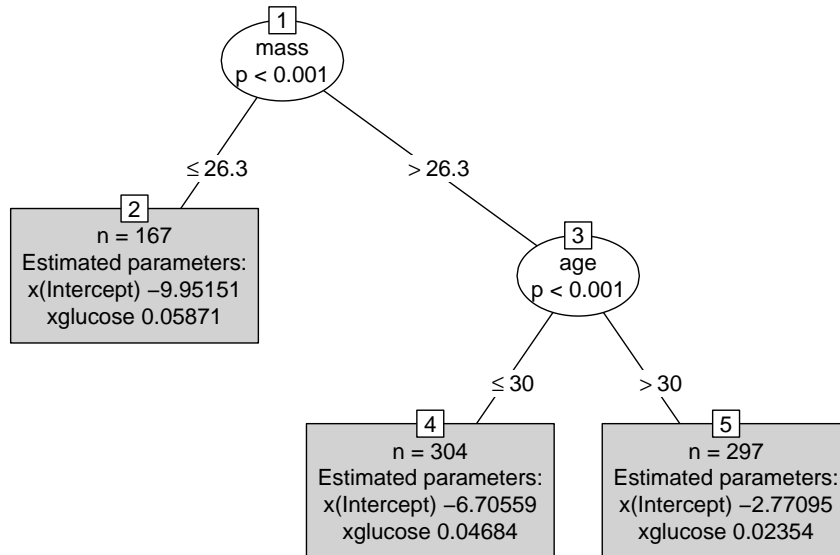 1
mass
p < 0.001
≤ 26.3
> 26.3
2
n = 167
Estimated parameters:
x(Intercept) −9.95151
xglucose 0.05871
3
age
p < 0.001
≤ 30
> 30
4
n = 304
Estimated parameters:
x(Intercept) −6.70559
xglucose 0.04684
5
n = 297
Estimated parameters:
x(Intercept) −2.77095
xglucose 0.02354